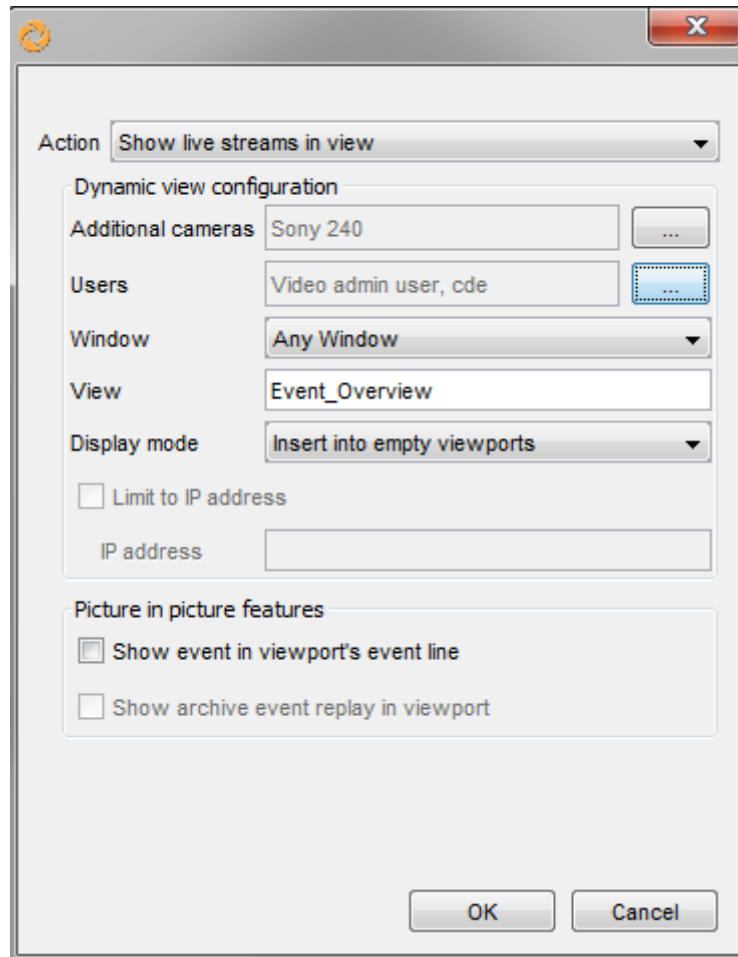 Action Show live streams in view
Dynamic view configuration
Additional cameras Sony 240 ...
Users Video admin user, cde ...
Window Any Window
View Event_Overview
Display mode Insert into empty viewports
Limit to IP address
IP address
Picture in picture features
Show event in viewport's event line
Show archive event replay in viewport
OK Cancel